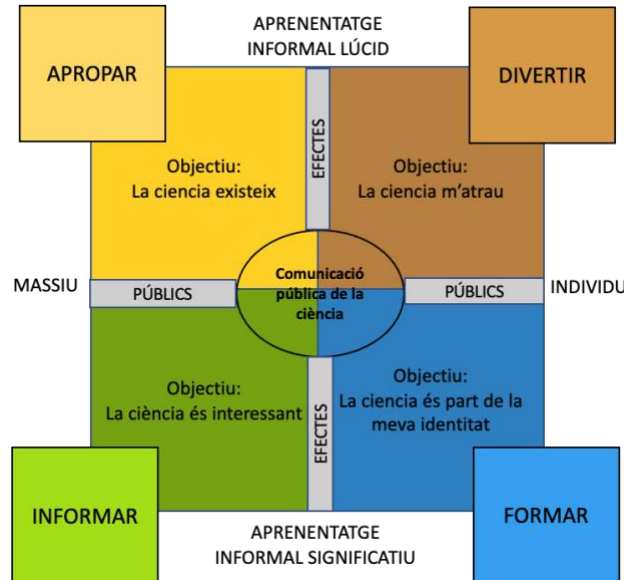 APRENENTATGE
INFORMAL LÚCID
APROPAR
DIVERTIR
EFECTES
Objectiu:
La ciencia existeix
Objectiu:
La ciencia m'atrau
MASSIU
PÚBLICS
Comunicació
pública de la
ciència
PÚBLICS
INDIVIDU
Objectiu:
La ciència és interessant
Objectiu:
La ciencia és part de la
meva identitat
EFECTES
INFORMAR
FORMAR
APRENENTATGE
INFORMAL SIGNIFICATIU